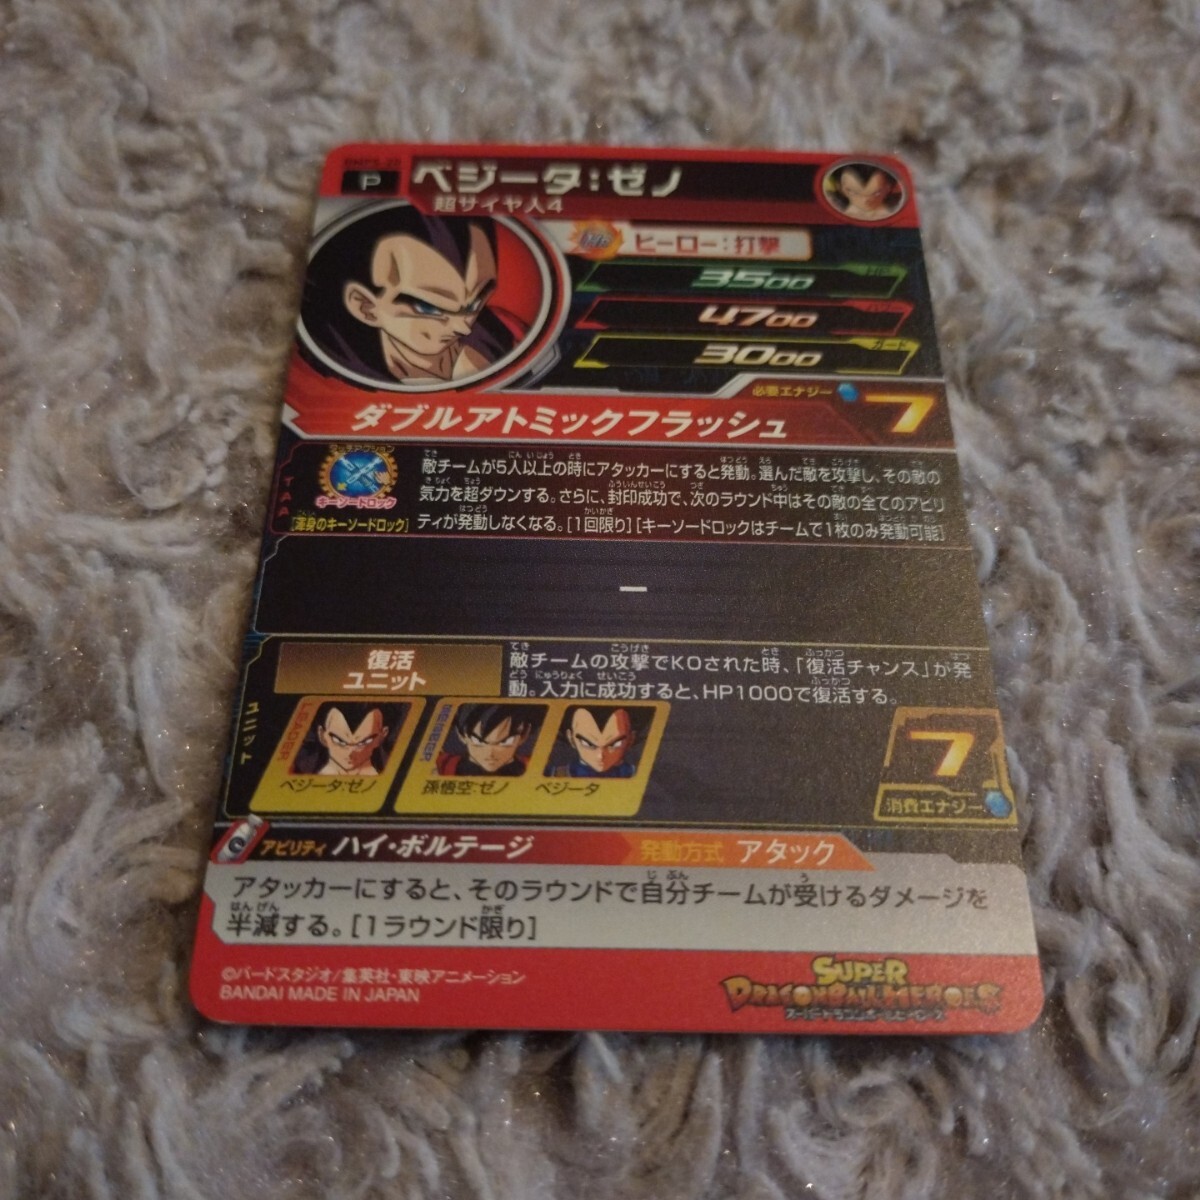 P
ベジータ:ゼノ
超サイヤ人4
ヒーロー:打撃
3500
4700
ガード
3000
必要エナジー
7
ダブルアトミックフラッシュ
TAA
キーソードロック
[渾身のキーソードロック]
敵チームが5人以上の時にアタッカーにすると発動。選んだ敵を攻撃し、その敵の
気力を超ダウンする。さらに、封印成功で、次のラウンド中はその敵の全てのアビリ
ティが発動しなくなる。[1回限り] [キーソードロックはチームで1枚のみ発動可能]
ー
ユニット
復活
ユニット
敵チームの攻撃でKOされた時、「復活チャンス」が発
動。入力に成功すると、HP1000で復活する。
LEADER
ベジータ:ゼノ
MEMBER
孫悟空:ゼノ
ベジータ
7
消費エナジー
アビリティ ハイ・ボルテージ
発動方式 アタック
アタッカーにすると、そのラウンドで自分チームが受けるダメージを
半減する。[1ラウンド限り]
©バードスタジオ/集英社・東映アニメーション
BANDAI MADE IN JAPAN
SUPER
DRAGONBALL HEROES
スーパードラゴンボールヒーローズ